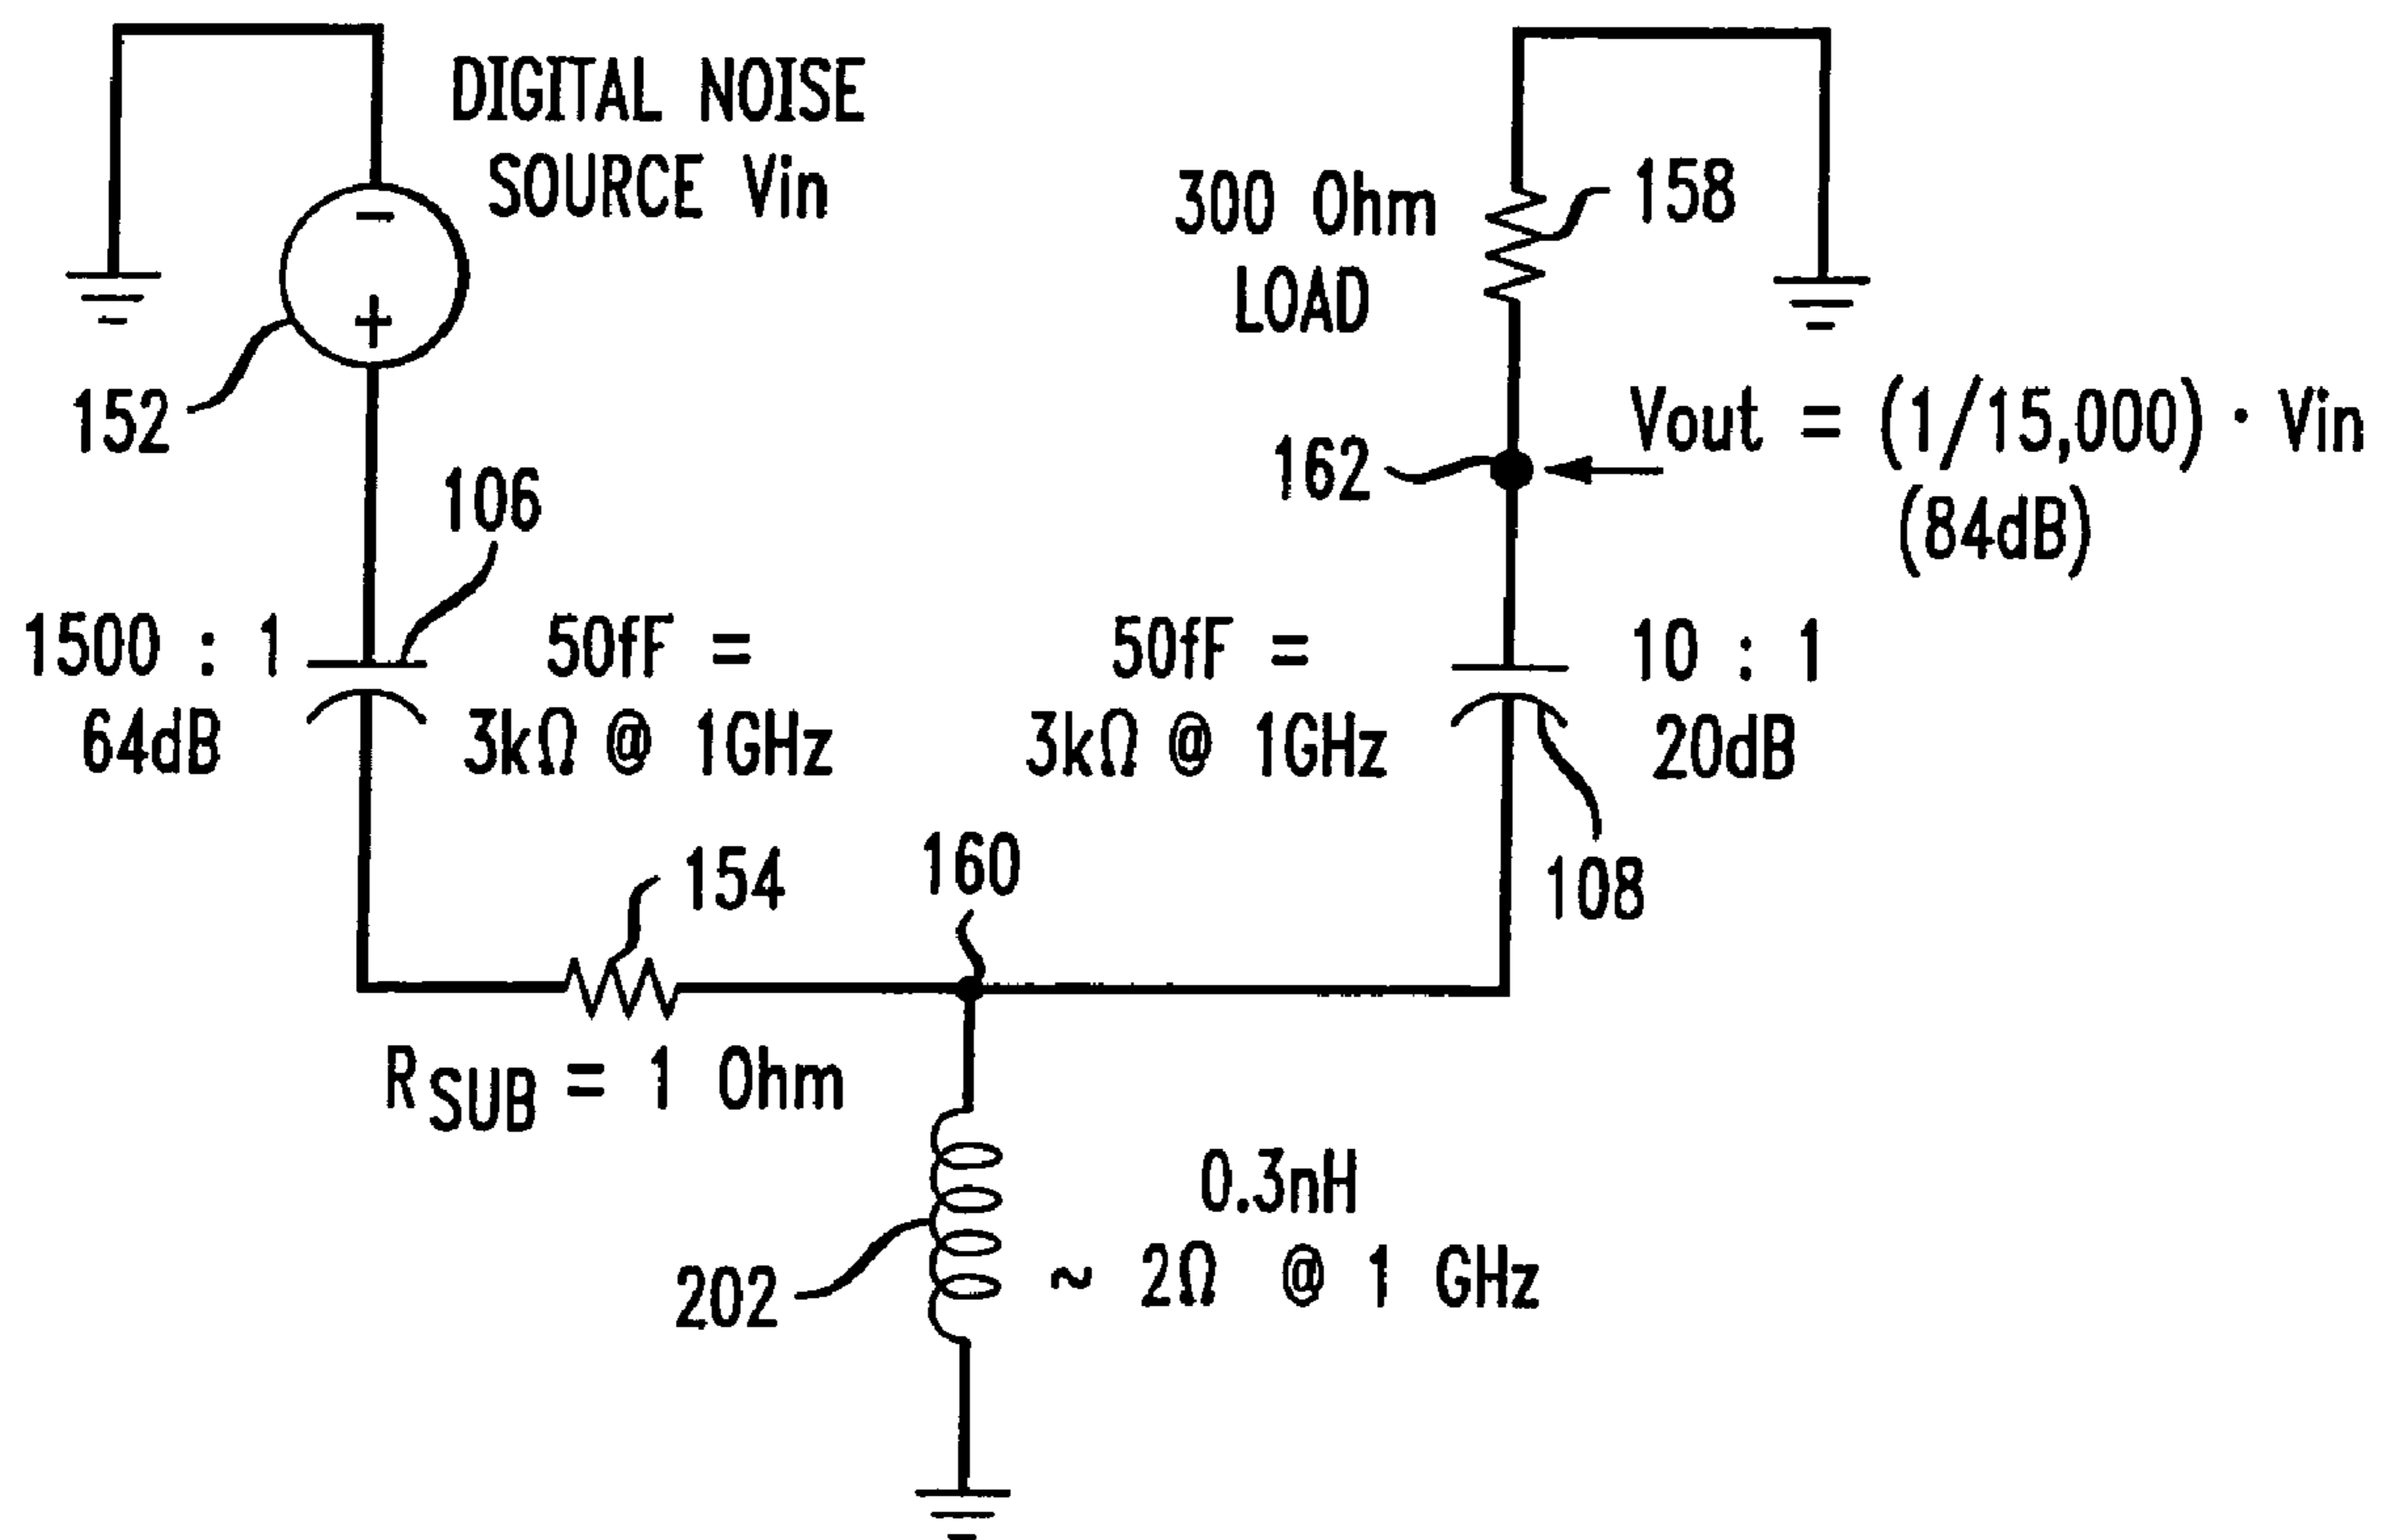 DIGITAL NOISE
SOURCE Vin
−
+
152
300 Ohm
LOAD
158
162
Vout = (1/15,000) · Vin
(84dB)
106
1500 : 1
64dB
50fF =
3kΩ @ 1GHz
50fF =
3kΩ @ 1GHz
10 : 1
20dB
108
154
160
RSUB = 1 Ohm
202
0.3nH
~ 2Ω @ 1 GHz